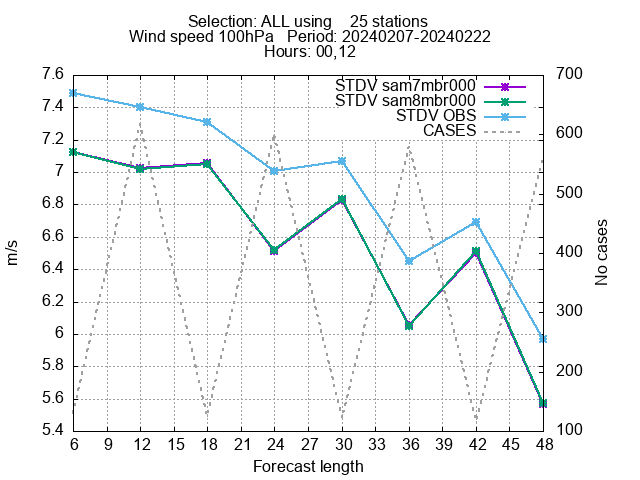 Selection: ALL using    25 stations
Wind speed 100hPa   Period: 20240207-20240222
Hours: 00,12
STDV sam7mbr000
STDV sam8mbr000
STDV OBS
CASES
7.6
7.4
7.2
7
6.8
6.6
6.4
6.2
6
5.8
5.6
5.4
m/s
700
600
500
400
300
200
100
No cases
6 9 12 15 18 21 24 27 30 33 36 39 42 45 48
Forecast length